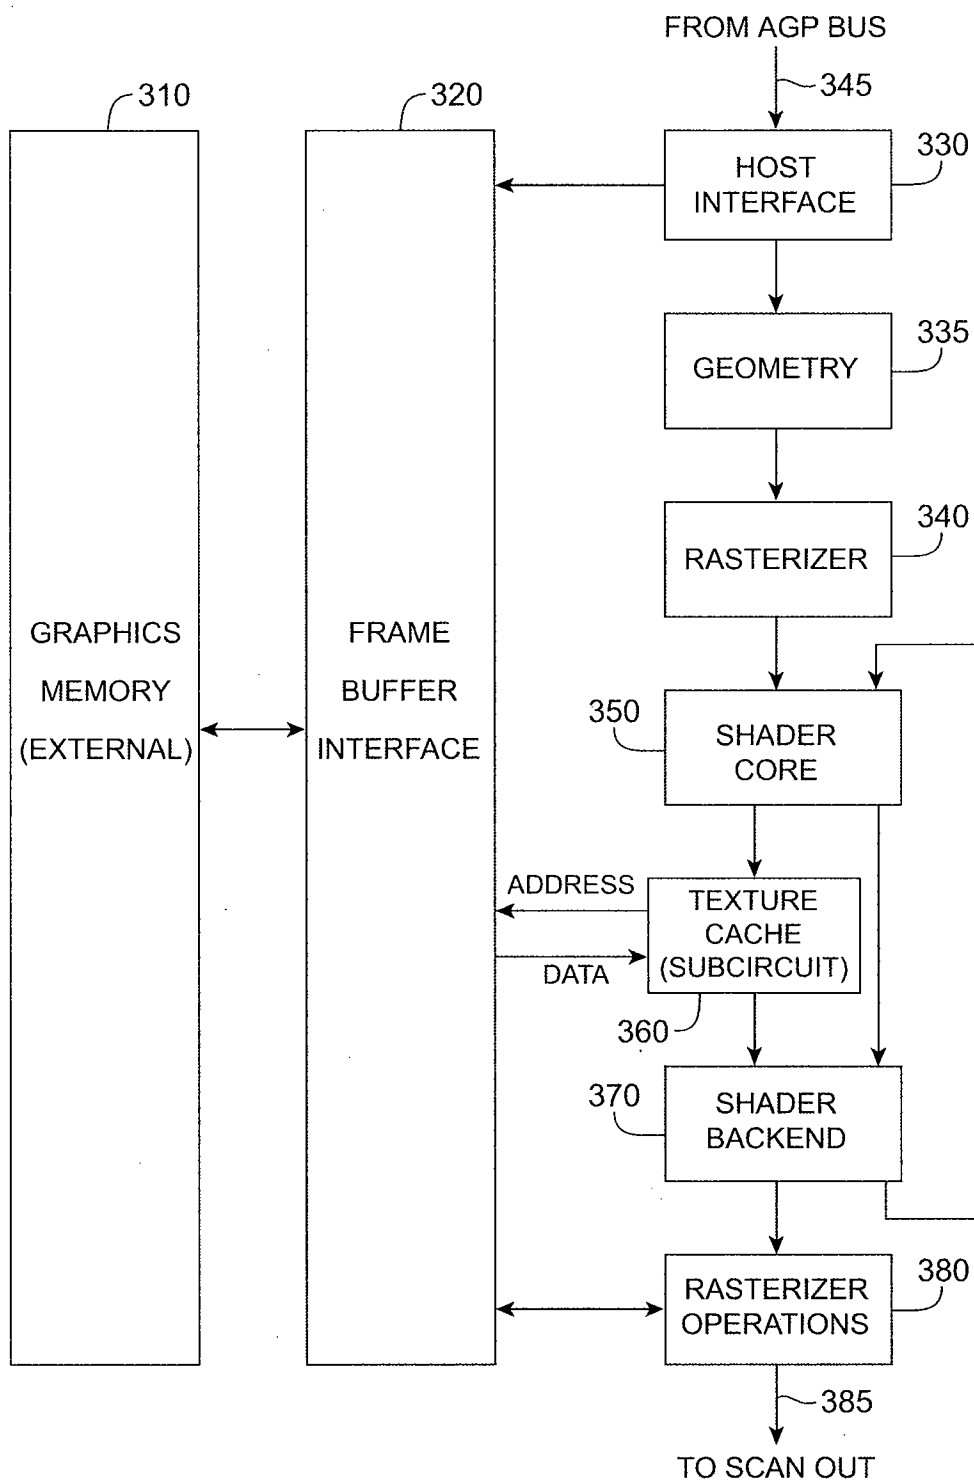 FROM AGP BUS
345
310
320
330
HOST
INTERFACE
335
GEOMETRY
340
RASTERIZER
GRAPHICS
MEMORY
(EXTERNAL)
FRAME
BUFFER
INTERFACE
350
SHADER
CORE
ADDRESS
DATA
TEXTURE
CACHE
(SUBCIRCUIT)
360
370
SHADER
BACKEND
380
RASTERIZER
OPERATIONS
385
TO SCAN OUT